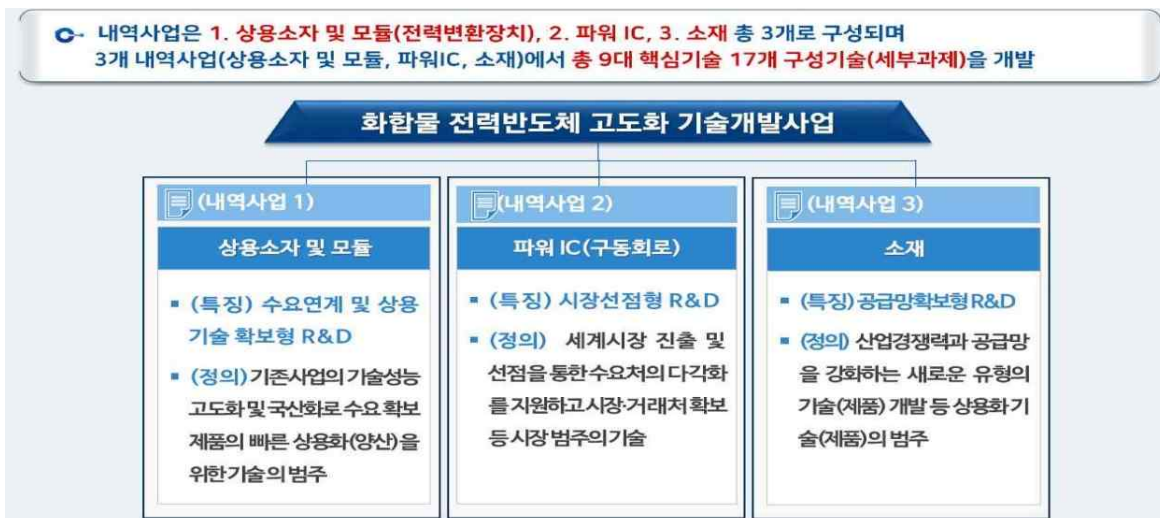 내역사업은 1. 상용소자 및 모듈(전력변환장치), 2. 파워 IC, 3. 소재 총 3개로 구성되며
3개 내역사업(상용소자 및 모듈, 파워IC, 소재)에서 총 9대 핵심기술 17개 구성기술(세부과제)을 개발
화합물 전력반도체 고도화 기술개발사업
(내역사업 1)
상용소자 및 모듈
▪ (특징) 수요연계 및 상용
기술 확보형 R&D
▪ (정의) 기존사업의 기술성능
고도화 및 국산화로 수요 확보
제품의 빠른 상용화(양산)을
위한 기술의 범주
(내역사업 2)
파워 IC(구동회로)
▪ (특징) 시장선점형 R&D
▪ (정의) 세계시장 진출 및
선점을 통한 수요처의 다각화
를 지원하고 시장·거래처 확보
등 시장 범주의 기술
(내역사업 3)
소재
▪ (특징) 공급망확보형 R&D
▪ (정의) 산업경쟁력과 공급망
을 강화하는 새로운 유형의
기술(제품) 개발 등 상용화 기
술(제품)의 범주